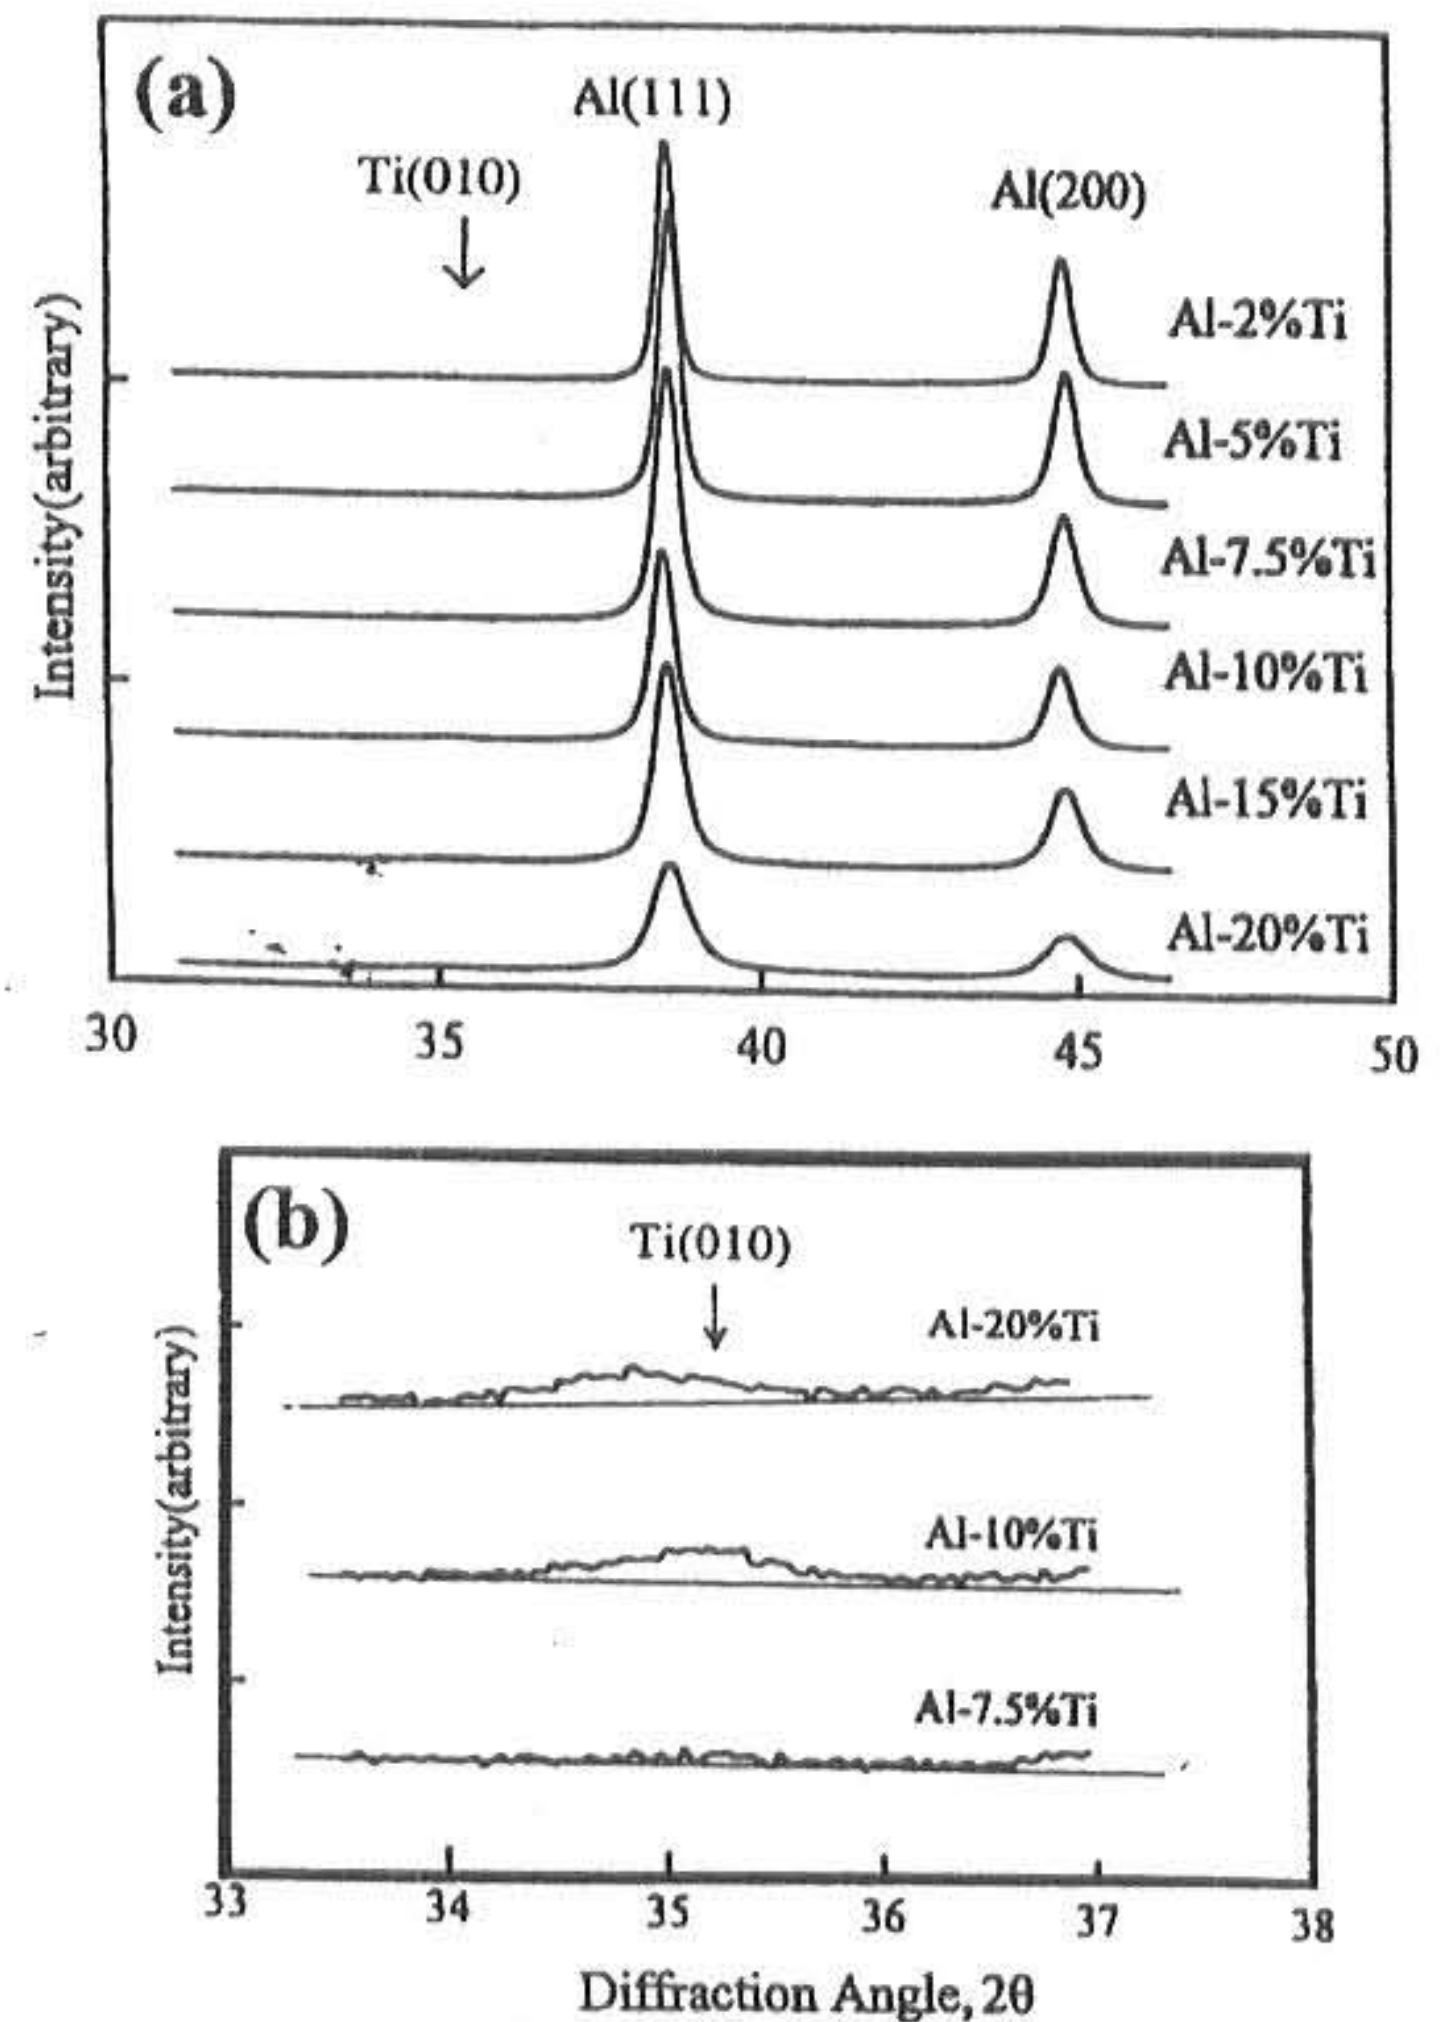 (a)
Al(111)
Ti(010)
Al(200)
Al-2%Ti
Al-5%Ti
Al-7.5%Ti
Al-10%Ti
Al-15%Ti
Al-20%Ti
Intensity(arbitrary)
30 35 40 45 50
(b)
Ti(010)
Al-20%Ti
Al-10%Ti
Al-7.5%Ti
Intensity(arbitrary)
33 34 35 36 37 38
Diffraction Angle, 2θ